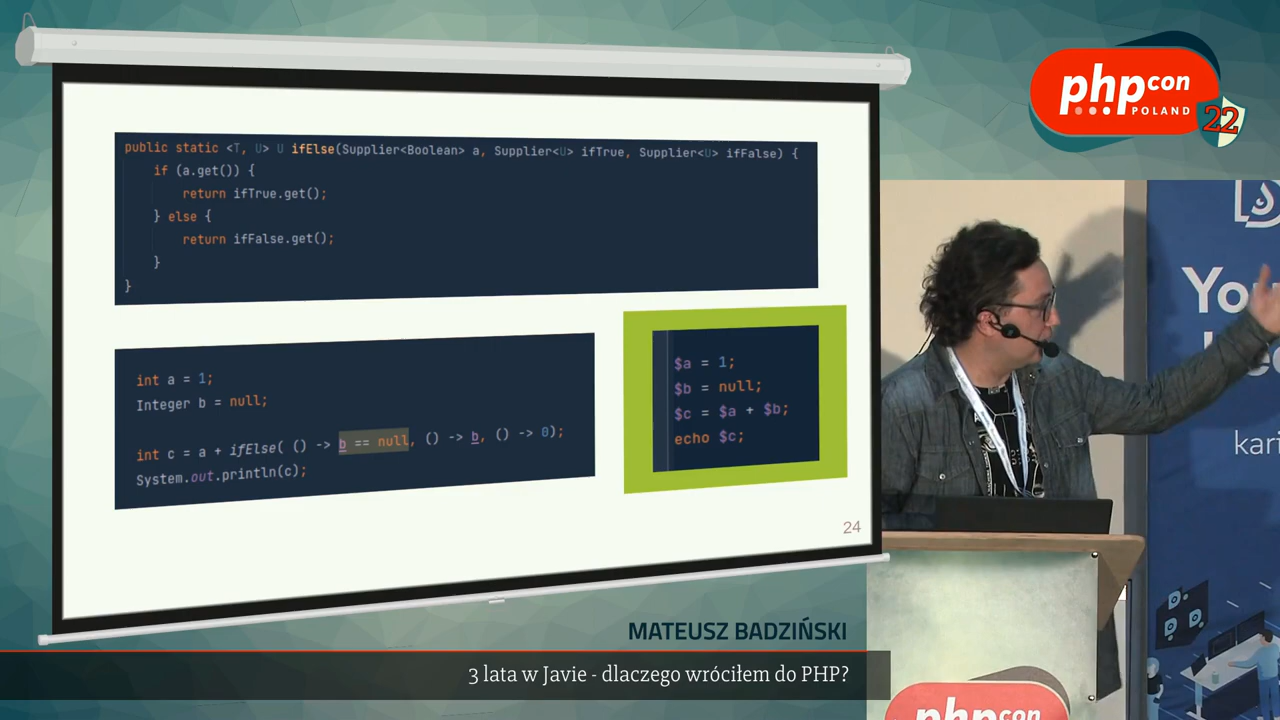 phpcon
POLAND
22
public static <T, U> U ifElse(Supplier<Boolean> a, Supplier<U> ifTrue, Supplier<U> ifFalse) {
if (a.get()) {
return ifTrue.get();
} else {
return ifFalse.get();
}
}
int a = 1;
Integer b = null;
int c = a + ifElse( () -> b == null, () -> b, () -> 0);
System.out.println(c);
$a = 1;
$b = null;
$c = $a + $b;
echo $c;
24
MATEUSZ BADZIŃSKI
3 lata w Javie - dlaczego wróciłem do PHP?
phpcon